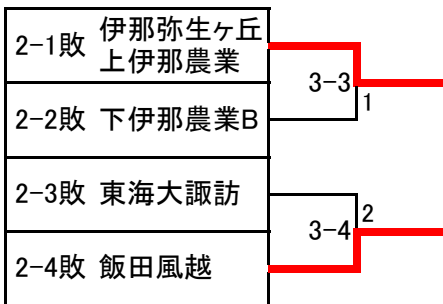 2-1敗 伊那弥生ヶ丘
上伊那農業
3-3
1
2-2敗 下伊那農業B
2-3敗 東海大諏訪
2
3-4
2-4敗 飯田風越